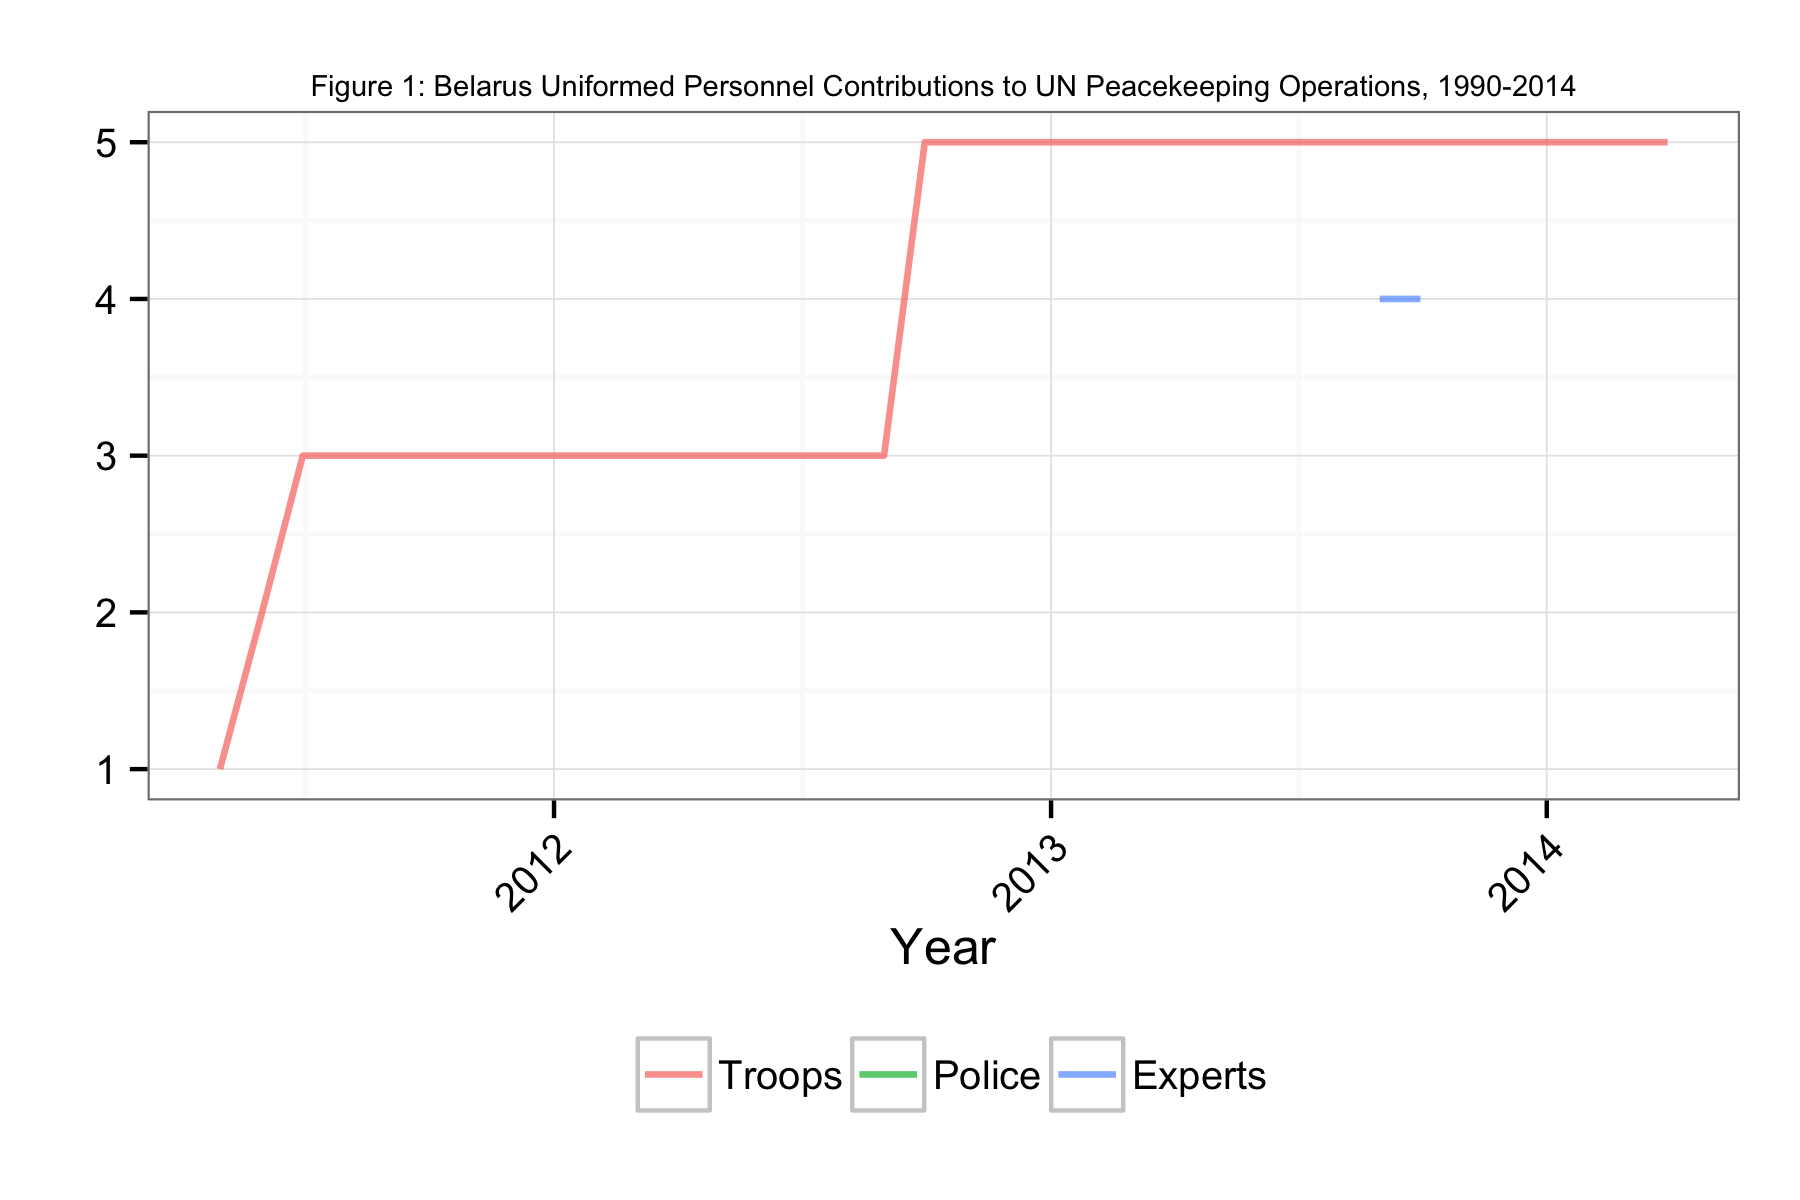 Figure 1: Belarus Uniformed Personnel Contributions to UN Peacekeeping Operations, 1990-2014
5
4
3
2
1
2012
2013
2014
Year
Troops
Police
Experts